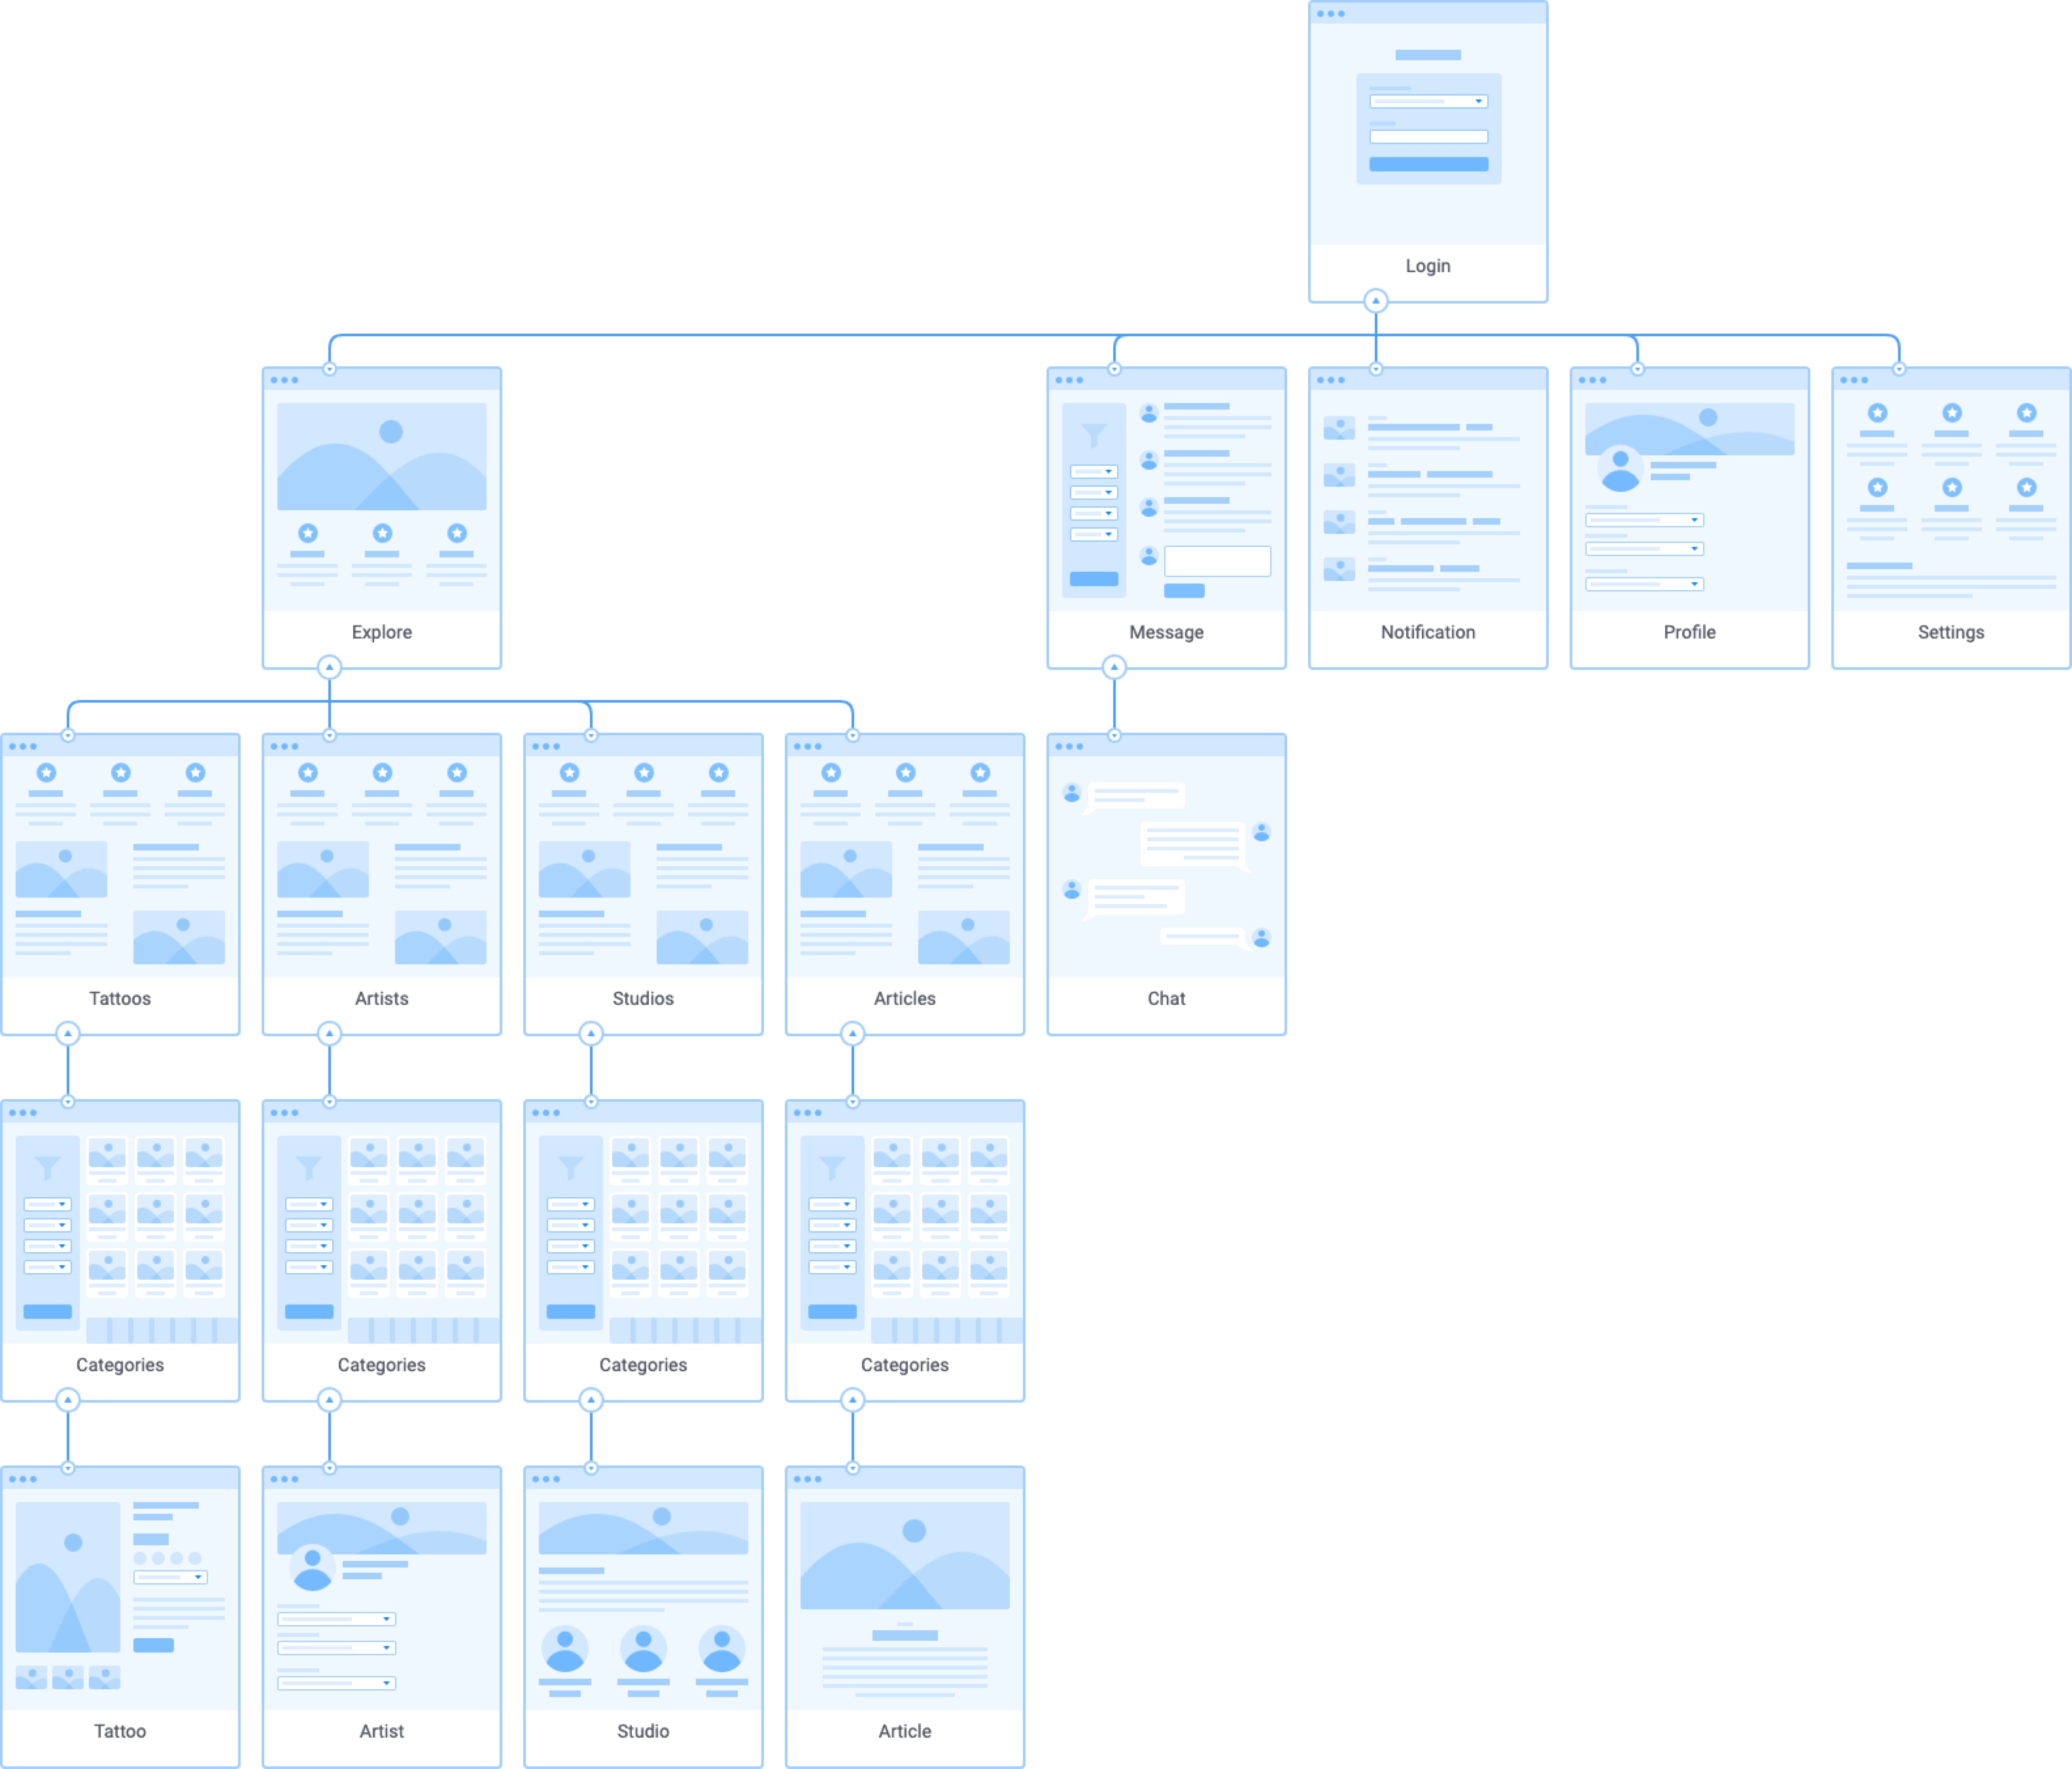 Login
Explore
Message
Notification
Profile
Settings
Tattoos
Artists
Studios
Articles
Chat
Categories
Categories
Categories
Categories
Tattoo
Artist
Studio
Article